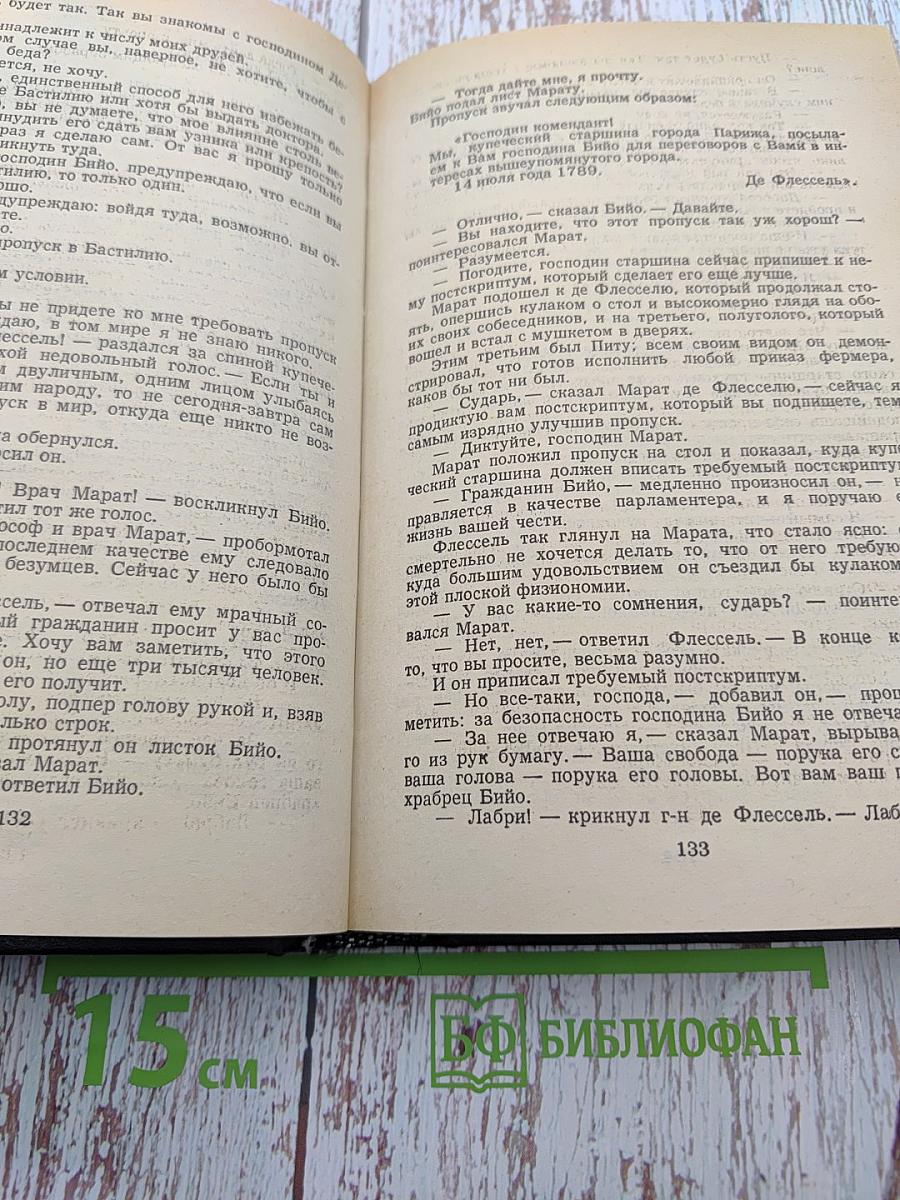 будет так. Так вы знакомы с господином Де-
надлежит к числу моих друзей.
ом случае вы, наверное, не хотите, чтобы с
беда?
ется, не хочу.
единственный способ для него избежать
е Бастилию или хотя бы выдать доктора.
вы не думаете, что мое влияние столь ве-
нудить его сдать вам узника или крепость?
раз я сделаю сам. От вас я прошу только
икнуть туда.
господин Бийо, предупреждаю, что если вы
тилию, то только один.
ошо.
дупреждаю: войдя туда, возможно, вы от-
те.
о.
пропуск в Бастилию.
м условии.
ы не придете ко мне требовать пропуск
даю, в том мире я не знаю никого.
лессель! — раздался за спиной купече-
хой недовольный голос. — Если ты и
м двуличным, одним лицом улыбаясь
им народу, то не сегодня-завтра сам
уск в мир, откуда еще никто не воз-
а обернулся.
осил он.
! Врач Марат! — воскликнул Бийо.
тил тот же голос.
ософ и врач Марат, — пробормотал
последнем качестве ему следовало
безумцев. Сейчас у него было бы
ссель, — отвечал ему мрачный со-
ый гражданин просит у вас про-
е. Хочу вам заметить, что этого
он, но еще три тысячи человек.
его получит.
олу, подпер голову рукой и, взяв
олько строк.
протянул он листок Бийо.
вал Марат.
ответил Бийо.
132
— Тогда дайте мне, я прочту.
Бийо подал лист Марату.
Пропуск звучал следующим образом:
«Господин комендант!
Мы, купеческий старшина города Парижа, посыла-
ем к Вам господина Бийо для переговоров с Вами в ин-
тересах вышеупомянутого города.
14 июля года 1789.
Де Флессель».
— Отлично, — сказал Бийо. — Давайте.
— Вы находите, что этот пропуск так уж хорош? —
поинтересовался Марат.
— Разумеется.
— Погодите, господин старшина сейчас припишет к не-
му постскриптум, который сделает его еще лучше.
Марат подошел к де Флесселю, который продолжал сто-
ять, опершись кулаком о стол и высокомерно глядя на обо-
их своих собеседников, и на третьего, полуголого, который
вошел и встал с мушкетом в дверях.
Этим третьим был Питу; всем своим видом он демон-
стрировал, что готов исполнить любой приказ фермера,
каков бы тот ни был.
— Сударь, — сказал Марат де Флесселю, — сейчас я
продиктую вам постскриптум, который вы подпишете, тем
самым изрядно улучшив пропуск.
— Диктуйте, господин Марат.
Марат положил пропуск на стол и показал, куда купе
ческий старшина должен вписать требуемый постскриптум
— Гражданин Бийо, — медленно произносил он, — н
правляется в качестве парламентера, и я поручаю е
жизнь вашей чести.
Флессель так глянул на Марата, что стало ясно: е
смертельно не хочется делать то, что от него требую
куда большим удовольствием он съездил бы кулаком
этой плоской физиономии.
— У вас какие-то сомнения, сударь? — поинтер
вался Марат.
— Нет, нет, — ответил Флессель. — В конце к
то, что вы просите, весьма разумно.
И он приписал требуемый постскриптум.
— Но все-таки, господа, — добавил он, — прош
метить: за безопасность господина Бийо я не отвеча
— За нее отвечаю я, — сказал Марат, вырыва
го из рук бумагу. — Ваша свобода — порука его с
ваша голова — порука его головы. Вот вам ваш п
храбрец Бийо.
— Лабри! — крикнул г-н де Флессель. — Лаб
133
15 см
БФ БИБЛИОФАН